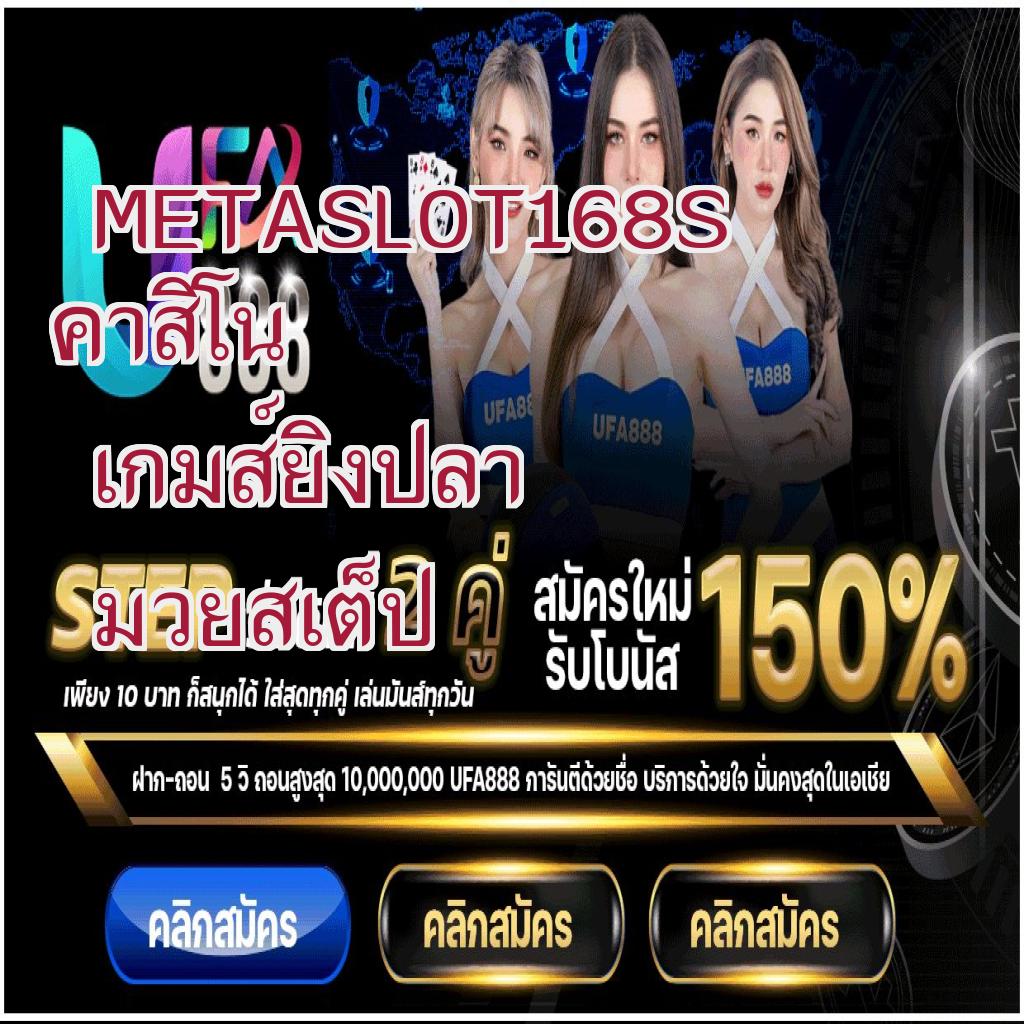 UFA
888
METASLOT168S
คาสิโน
เกมส์ยิงปลา
มวยสเต็ป
UFA888
UFA888
UFA888
STEP 2 คู่
เพียง 10 บาท ก็สนุกได้ ใส่สุดทุกคู่ เล่นมันส์ทุกวัน
สมัครใหม่
รับโบนัส
150%
ฝาก-ถอน 5 วิ ถอนสูงสุด 10,000,000 UFA888 การันตีด้วยชื่อ บริการด้วยใจ มั่นคงสุดในเอเชีย
คลิกสมัคร
คลิกสมัคร
คลิกสมัคร